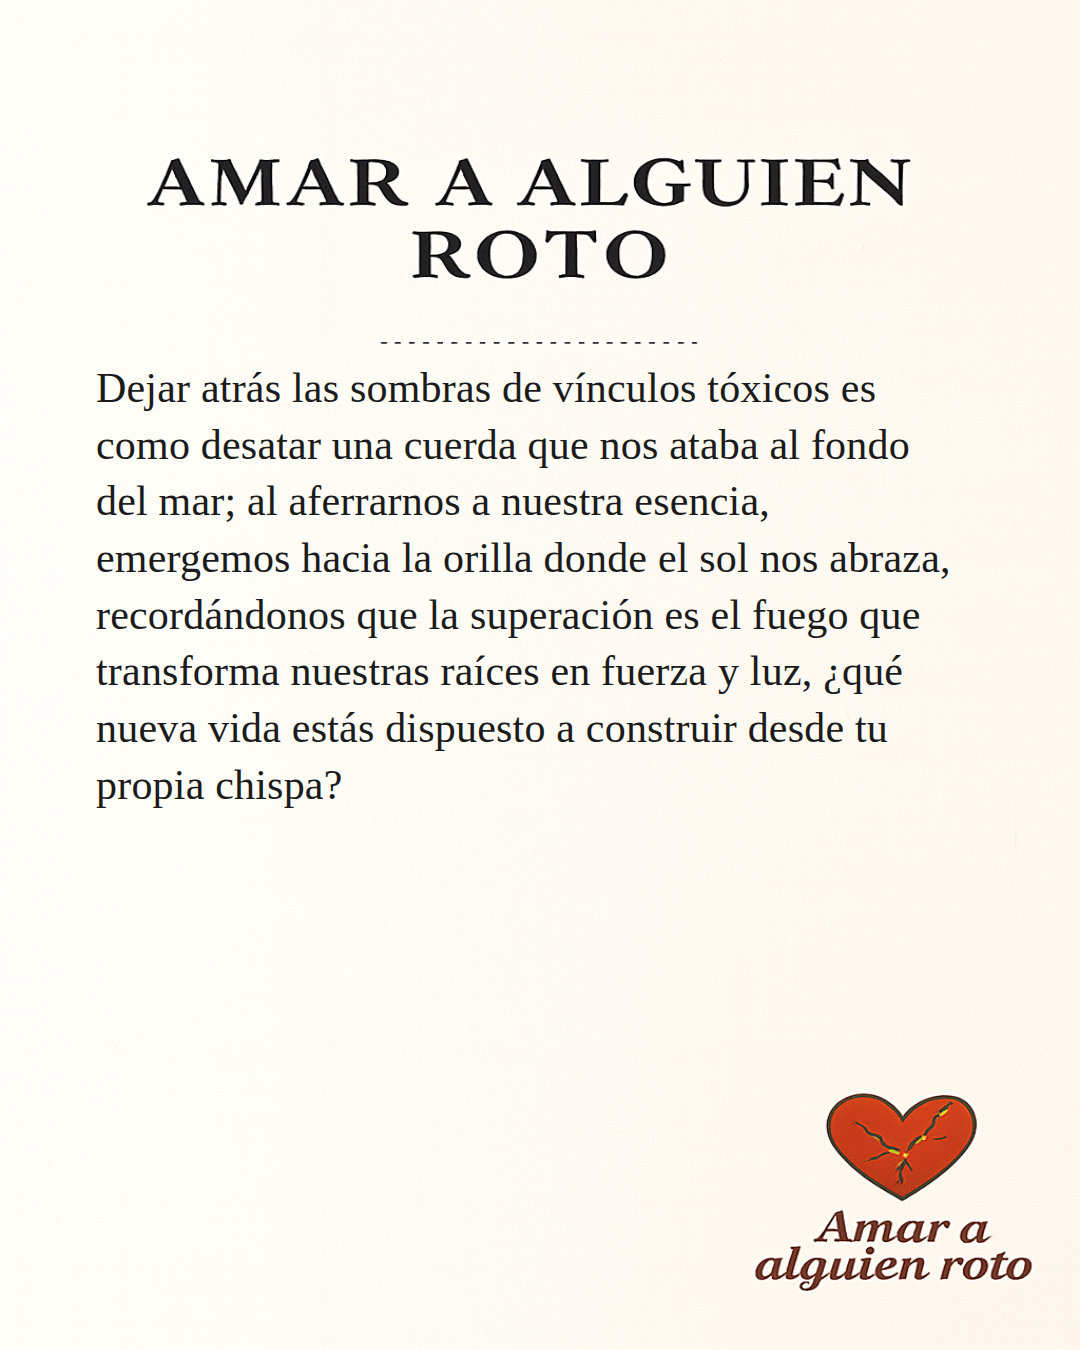 AMAR A ALGUIEN
ROTO
----------------------
Dejar atrás las sombras de vínculos tóxicos es
como desatar una cuerda que nos ataba al fondo
del mar; al aferrarnos a nuestra esencia,
emergemos hacia la orilla donde el sol nos abraza,
recordándonos que la superación es el fuego que
transforma nuestras raíces en fuerza y luz, ¿qué
nueva vida estás dispuesto a construir desde tu
propia chispa?
Amar a
alguien roto